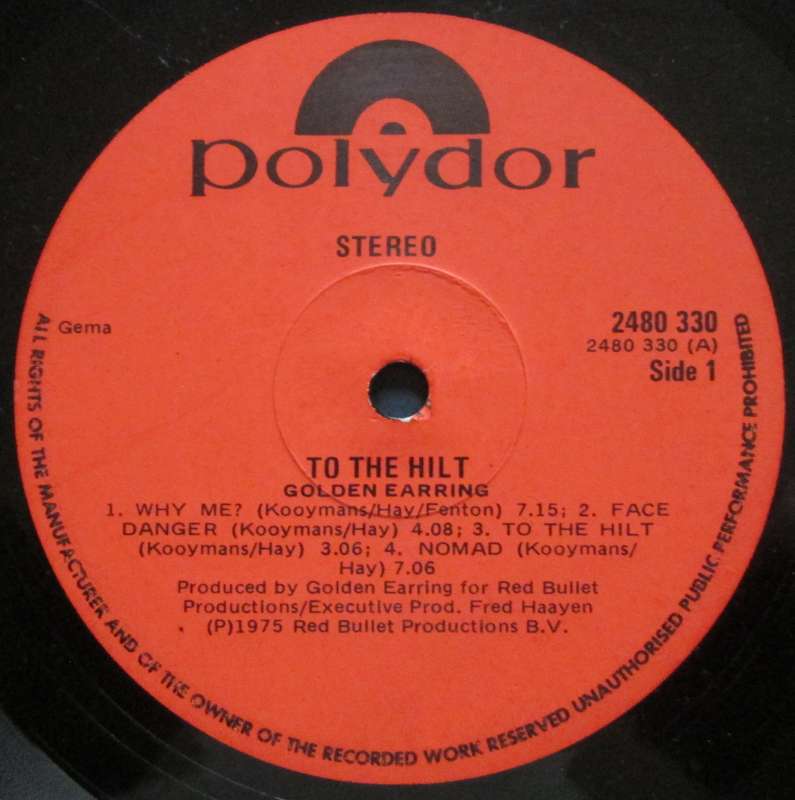 polydor
STEREO
Gema
2480 330
2480 330 (A)
Side 1
TO THE HILT
GOLDEN EARRING
1. WHY ME? (Kooymans/Hay/Fenton) 7.15; 2. FACE
DANGER (Kooymans/Hay) 4.08; 3. TO THE HILT
(Kooymans/Hay) 3.06; 4. NOMAD (Kooymans/
Hay) 7.06
Produced by Golden Earring for Red Bullet
Productions/Executive Prod. Fred Haayen
(P)1975 Red Bullet Productions B.V.
ALL RIGHTS OF THE MANUFACTURER AND OF THE OWNER OF THE RECORDED WORK RESERVED UNAUTHORISED PUBLIC PERFORMANCE PROHIBITED